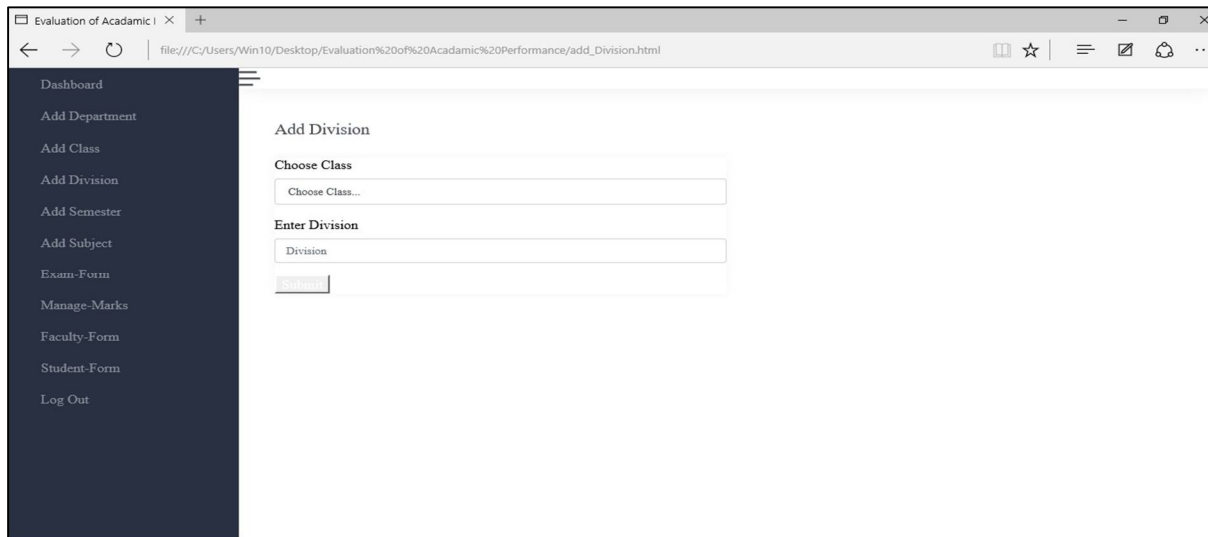 Evaluation of Acadamic
file:///C:/Users/Win10/Desktop/Evaluation%20of%20Acadamic%20Performance/add_Division.html
Dashboard
Add Department
Add Class
Add Division
Add Semester
Add Subject
Exam-Form
Manage-Marks
Faculty-Form
Student-Form
Log Out
Add Division
Choose Class
Choose Class...
Enter Division
Division
Submit